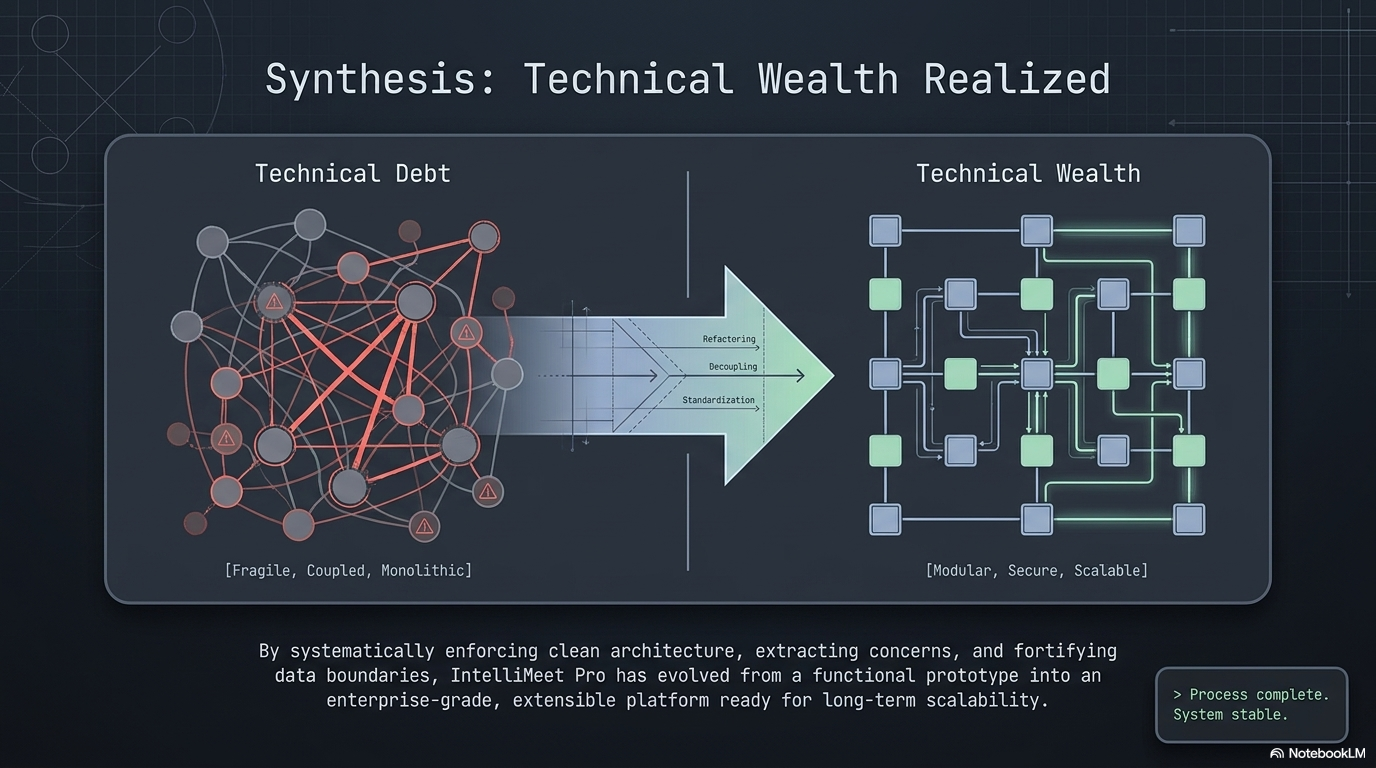 Synthesis: Technical Wealth Realized
Technical Debt
Technical Wealth
Refactering
Decoupling
Standardization
[Fragile, Coupled, Monolithic]
[Modular, Secure, Scalable]
By systematically enforcing clean architecture, extracting concerns, and fortifying
data boundaries, IntelliMeet Pro has evolved from a functional prototype into an
enterprise-grade, extensible platform ready for long-term scalability.
> Process complete.
System stable.
NotebookLM